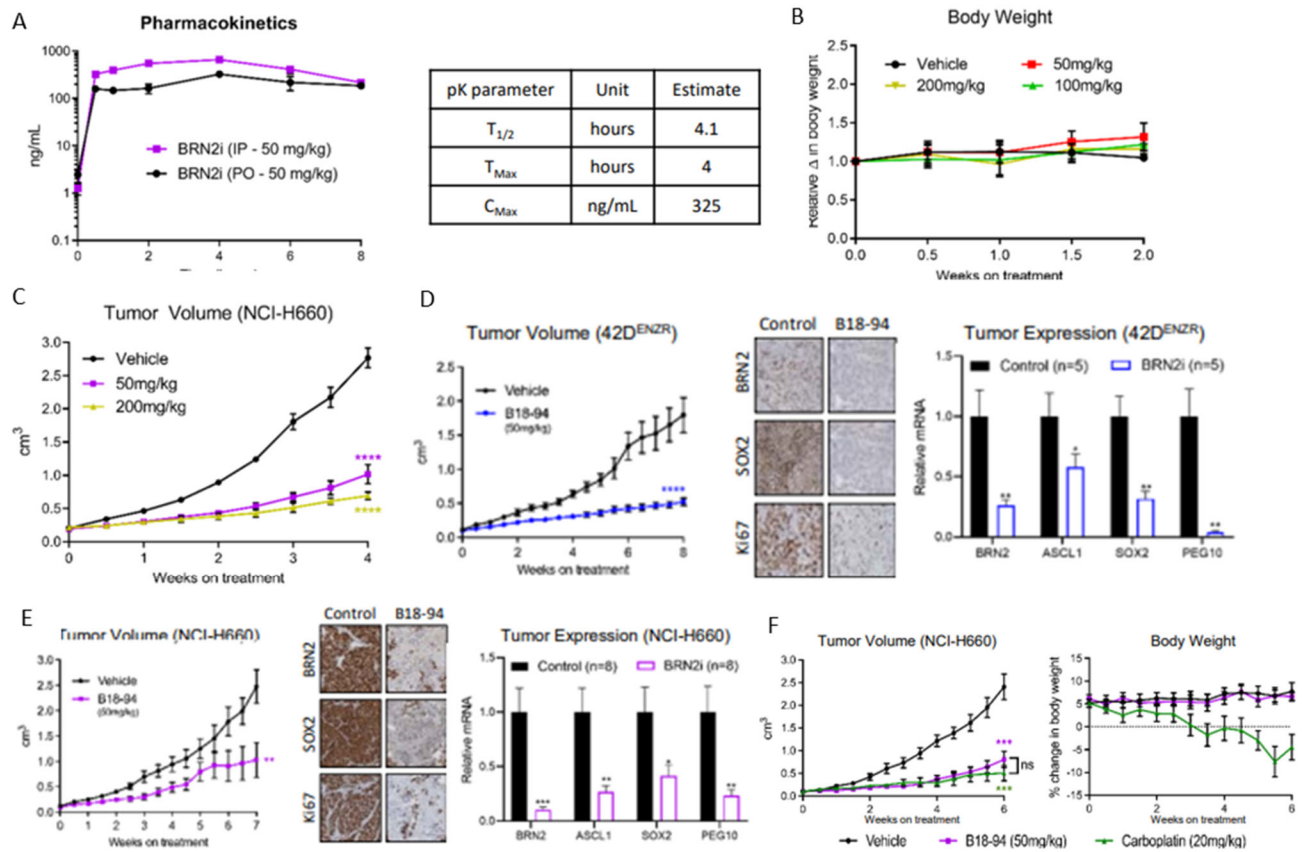 A
Pharmacokinetics
1000
100
10
1
0.1
ng/mL
BRN2i (IP - 50 mg/kg)
BRN2i (PO - 50 mg/kg)
0 2 4 6 8
pK parameter Unit Estimate
T1/2 hours 4.1
TMax hours 4
CMax ng/mL 325
B
Body Weight
Relative Δ in body weight
2.5
2.0
1.5
1.0
0.5
0.0
Vehicle 50mg/kg
200mg/kg 100mg/kg
0.0 0.5 1.0 1.5 2.0
Weeks on treatment
C
Tumor Volume (NCI-H660)
cm3
3.0
2.5
2.0
1.5
1.0
0.5
0.0
Vehicle
50mg/kg
200mg/kg
****
****
0 1 2 3 4
Weeks on treatment
D
Tumor Volume (42DENZR)
cm3
3.0
2.5
2.0
1.5
1.0
0.5
0.0
Vehicle
B18-94
(50mg/kg)
****
0 2 4 6 8
Weeks on treatment
Control B18-94
BRN2
SOX2
Ki67
Tumor Expression (42DENZR)
Relative mRNA
1.5
1.0
0.5
0.0
Control (n=5) BRN2i (n=5)
** * ** **
BRN2 ASCL1 SOX2 PEG10
E
Tumor Volume (NCI-H660)
cm3
3.0
2.5
2.0
1.5
1.0
0.5
0.0
Vehicle
B18-94
(50mg/kg)
**
0 1 2 3 4 5 6 7
Weeks on treatment
Control B18-94
BRN2
SOX2
Ki67
Tumor Expression (NCI-H660)
Relative mRNA
1.5
1.0
0.5
0.0
Control (n=8) BRN2i (n=8)
*** ** * **
BRN2 ASCL1 SOX2 PEG10
F
Tumor Volume (NCI-H660)
cm3
3.0
2.5
2.0
1.5
1.0
0.5
0.0
***
ns
***
0 2 4 6
Weeks on treatment
Body Weight
% change in body weight
15
10
5
0
-5
-10
-15
0 2 4 6
Weeks on treatment
Vehicle B18-94 (50mg/kg) Carboplatin (20mg/kg)